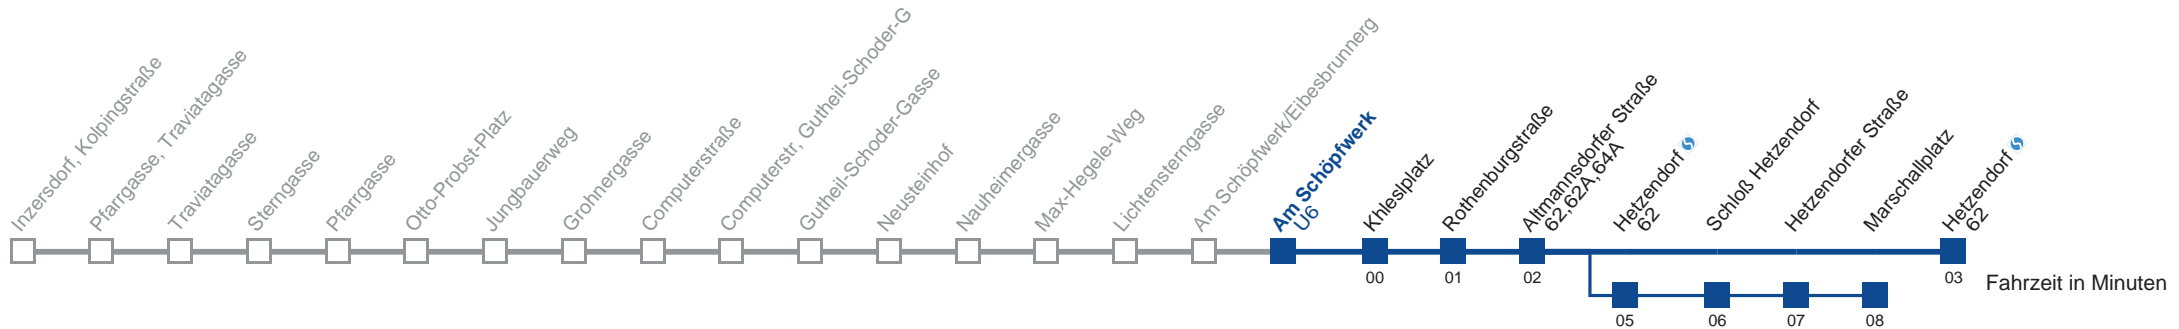 Inzersdorf, Kolpingstraße
Pfarrgasse, Traviatagasse
Traviatagasse
Sterngasse
Pfarrgasse
Otto-Probst-Platz
Jungbauerweg
Grohnergasse
Computerstraße
Computerstr, Gutheil-Schoder-G
Gutheil-Schoder-Gasse
Neusteinhof
Nauheimergasse
Max-Hegele-Weg
Lichtensterngasse
Am Schöpfwerk/Eibesbrunnerg
Am Schöpfwerk
U6
Khleslplatz
Rothenburgstraße
Altmannsdorfer Straße
62,62A,64A
Hetzendorf
62
Schloß Hetzendorf
Hetzendorfer Straße
Marschallplatz
Hetzendorf
62
00
01
02
03
Fahrzeit in Minuten
05
06
07
08